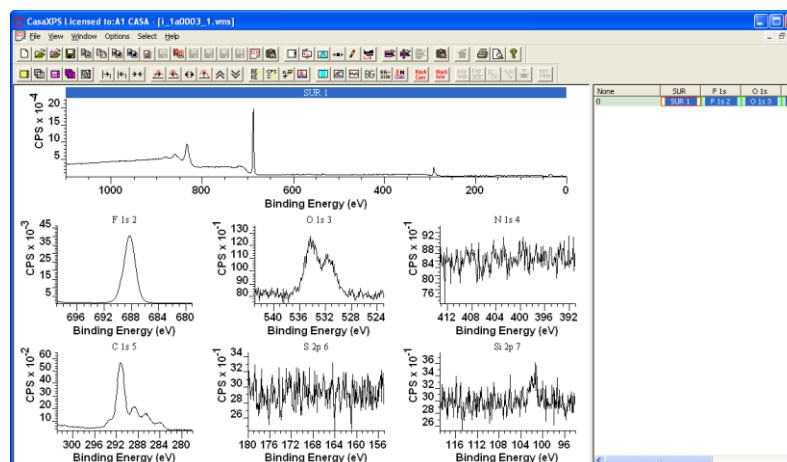 CasaXPS Licensed to:A1 CASA - [i_1a0003_1.vms]
File View Window Options Select Help
SUR 1
CPS x 10⁻⁴
20
15
10
5
1000 800 600 400 200 0
Binding Energy (eV)
F 1s 2
CPS x 10⁻³
45
35
25
15
5
696 692 688 684 680
Binding Energy (eV)
O 1s 3
CPS x 10⁻¹
130
120
110
100
90
80
540 536 532 528 524
Binding Energy (eV)
N 1s 4
CPS x 10⁻¹
92
88
84
80
76
412 408 404 400 396 392
Binding Energy (eV)
C 1s 5
CPS x 10⁻²
60
50
40
30
20
10
300 296 292 288 284 280
Binding Energy (eV)
S 2p 6
CPS x 10⁻¹
34
32
30
28
26
180 176 172 168 164 160 156
Binding Energy (eV)
Si 2p 7
CPS x 10⁻¹
36
34
32
30
28
26
116 112 108 104 100 96
Binding Energy (eV)
None SUR F 1s O 1s
0 SUR 1 F 1s 2 O 1s 3